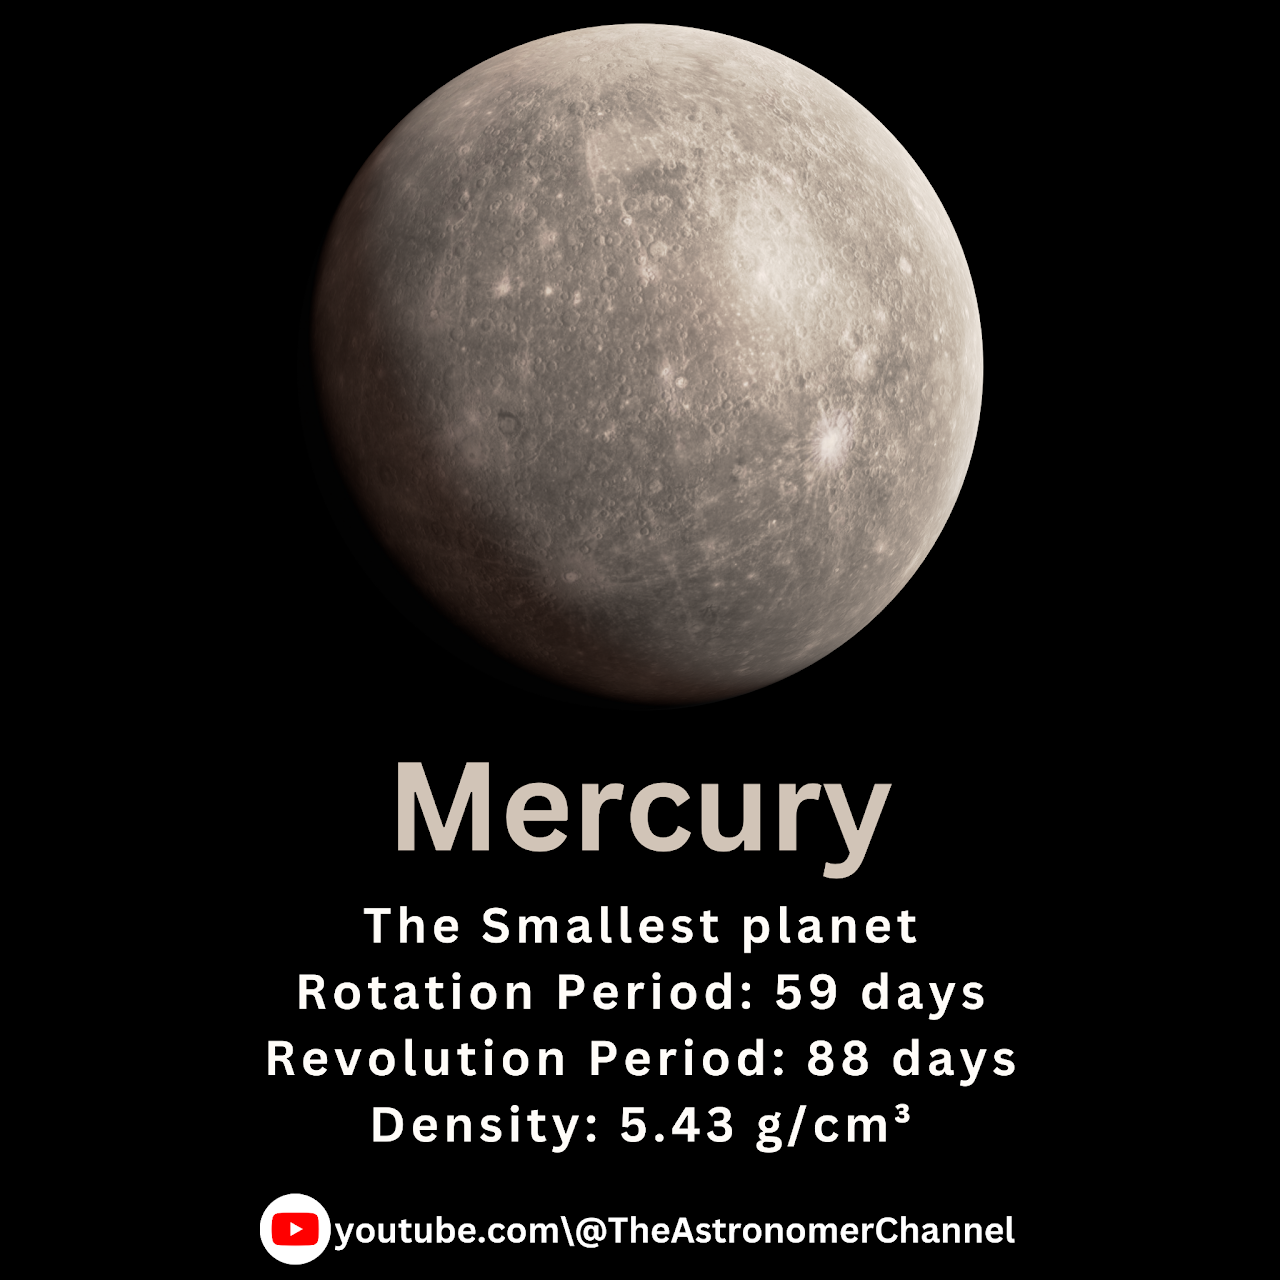 Mercury
The Smallest planet
Rotation Period: 59 days
Revolution Period: 88 days
Density: 5.43 g/cm³
youtube.com\@TheAstronomerChannel